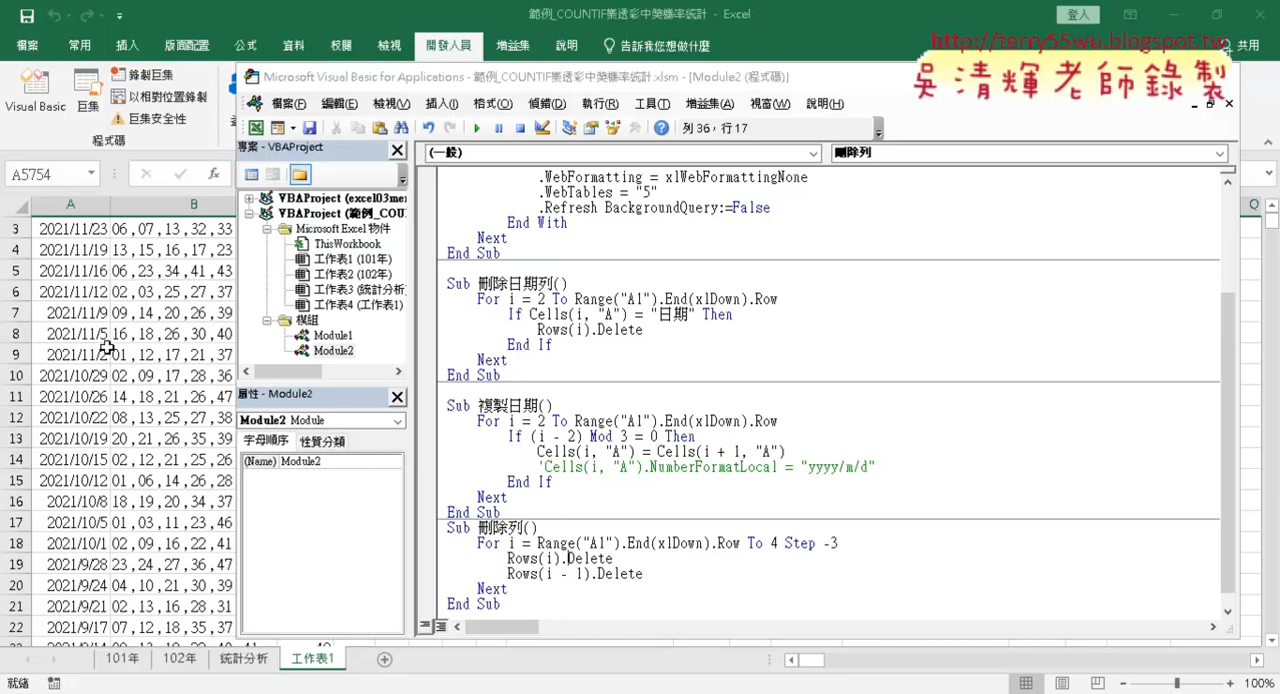 範例_COUNTIF樂透彩中獎機率統計 - Excel
登入
檔案 常用 插入 版面配置 公式 資料 校閱 檢視 開發人員 增益集 說明 告訴我您想做什麼 共用
http://terry55wu.blogspot.tw
吳清輝老師錄製
Visual Basic 巨集
錄製巨集
以相對位置錄製
巨集安全性
程式碼
Microsoft Visual Basic for Applications - 範例_COUNTIF樂透彩中獎機率統計.xlsm - [Module2 (程式碼)]
檔案(F) 編輯(E) 檢視(V) 插入(I) 格式(O) 偵錯(D) 執行(R) 工具(T) 增益集(A) 視窗(W) 說明(H)
列 36，行 17
專案 - VBAProject
VBAProject (excel03me
VBAProject (範例_COU
Microsoft Excel 物件
ThisWorkbook
工作表1 (101年)
工作表2 (102年)
工作表3 (統計分析
工作表4 (工作表1)
模組
Module1
Module2
屬性 - Module2
Module2 Module
字母順序 性質分類
(Name) Module2
(一般) 刪除列
.WebFormatting = xlWebFormattingNone
.WebTables = "5"
.Refresh BackgroundQuery:=False
End With
Next
End Sub
Sub 刪除日期列()
For i = 2 To Range("A1").End(xlDown).Row
If Cells(i, "A") = "日期" Then
Rows(i).Delete
End If
Next
End Sub
Sub 複製日期()
For i = 2 To Range("A1").End(xlDown).Row
If (i - 2) Mod 3 = 0 Then
Cells(i, "A") = Cells(i + 1, "A")
'Cells(i, "A").NumberFormatLocal = "yyyy/m/d"
End If
Next
End Sub
Sub 刪除列()
For i = Range("A1").End(xlDown).Row To 4 Step -3
Rows(i).Delete
Rows(i - 1).Delete
Next
End Sub
A5754 fx
A B Q
3 2021/11/23 06 ,07 ,13 ,32 ,33
4 2021/11/19 13 ,15 ,16 ,17 ,23
5 2021/11/16 06 ,23 ,34 ,41 ,43
6 2021/11/12 02 ,03 ,25 ,27 ,37
7 2021/11/9 09 ,14 ,20 ,26 ,39
8 2021/11/5 16 ,18 ,26 ,30 ,40
9 2021/11/2 01 ,12 ,17 ,21 ,37
10 2021/10/29 02 ,09 ,17 ,28 ,36
11 2021/10/26 14 ,18 ,21 ,26 ,47
12 2021/10/22 08 ,13 ,25 ,27 ,38
13 2021/10/19 20 ,21 ,26 ,35 ,39
14 2021/10/15 02 ,12 ,21 ,25 ,26
15 2021/10/12 01 ,06 ,14 ,26 ,28
16 2021/10/8 18 ,19 ,20 ,34 ,37
17 2021/10/5 01 ,03 ,11 ,23 ,46
18 2021/10/1 02 ,09 ,16 ,22 ,41
19 2021/9/28 23 ,24 ,27 ,36 ,47
20 2021/9/24 04 ,10 ,21 ,30 ,39
21 2021/9/21 02 ,13 ,16 ,28 ,31
22 2021/9/17 07 ,12 ,18 ,35 ,37
101年 102年 統計分析 工作表1
就緒 100%